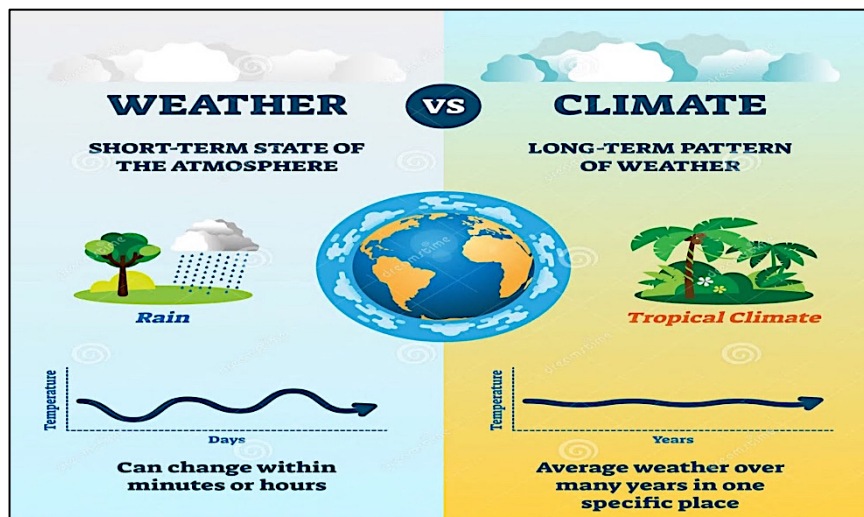 WEATHER
VS
CLIMATE
SHORT-TERM STATE OF
THE ATMOSPHERE
LONG-TERM PATTERN
OF WEATHER
Rain
Tropical Climate
Temperature
Days
Temperature
Years
Can change within
minutes or hours
Average weather over
many years in one
specific place